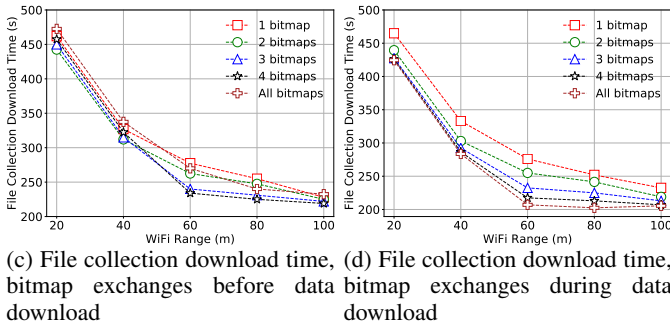 500
450
400
350
300
250
200
20
40
60
80
100
File Collection Download Time (s)
WiFi Range (m)
1 bitmap
2 bitmaps
3 bitmaps
4 bitmaps
All bitmaps
500
450
400
350
300
250
200
20
40
60
80
100
File Collection Download Time (s)
WiFi Range (m)
1 bitmap
2 bitmaps
3 bitmaps
4 bitmaps
All bitmaps
(c) File collection download time,
bitmap exchanges before data
download
(d) File collection download time,
bitmap exchanges during data
download